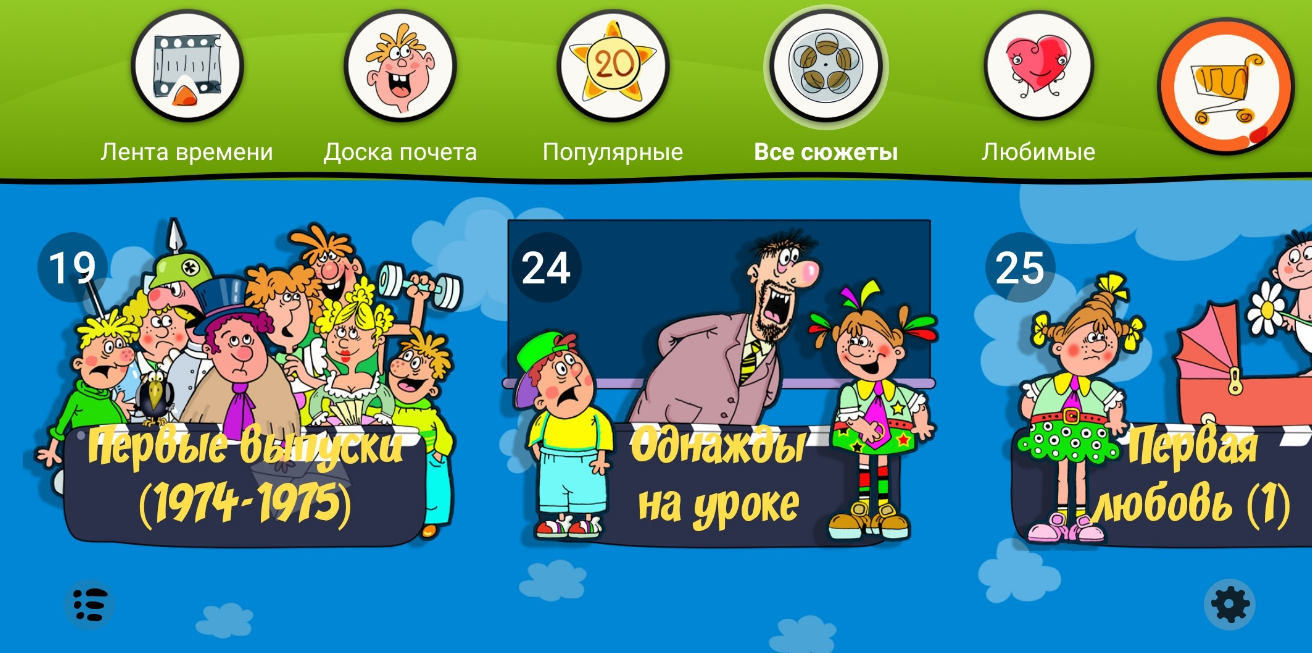 20
Лента времени
Доска почета
Популярные
Все сюжеты
Любимые
19
24
25
Первые выпуски
(1974-1975)
Однажды
на уроке
Первая
любовь (1)